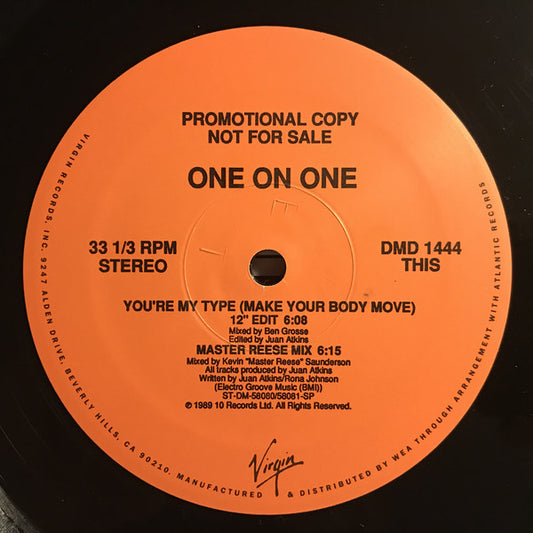 PROMOTIONAL COPY
NOT FOR SALE
ONE ON ONE
33 1/3 RPM
STEREO
DMD 1444
THIS
YOU'RE MY TYPE (MAKE YOUR BODY MOVE)
12" EDIT 6:08
Mixed by Ben Grosse
Edited by Juan Atkins
MASTER REESE MIX 6:15
Mixed by Kevin "Master Reese" Saunderson
All tracks produced by Juan Atkins
Written by Juan Atkins/Rona Johnson
(Electro Groove Music (BMI))
ST-DM-58080/58081-SP
℗ 1989 10 Records Ltd. All Rights Reserved.
Virgin
VIRGIN RECORDS, INC. 9247 ALDEN DRIVE, BEVERLY HILLS, CA 90210. MANUFACTURED & DISTRIBUTED BY WEA THROUGH ARRANGEMENT WITH ATLANTIC RECORDS